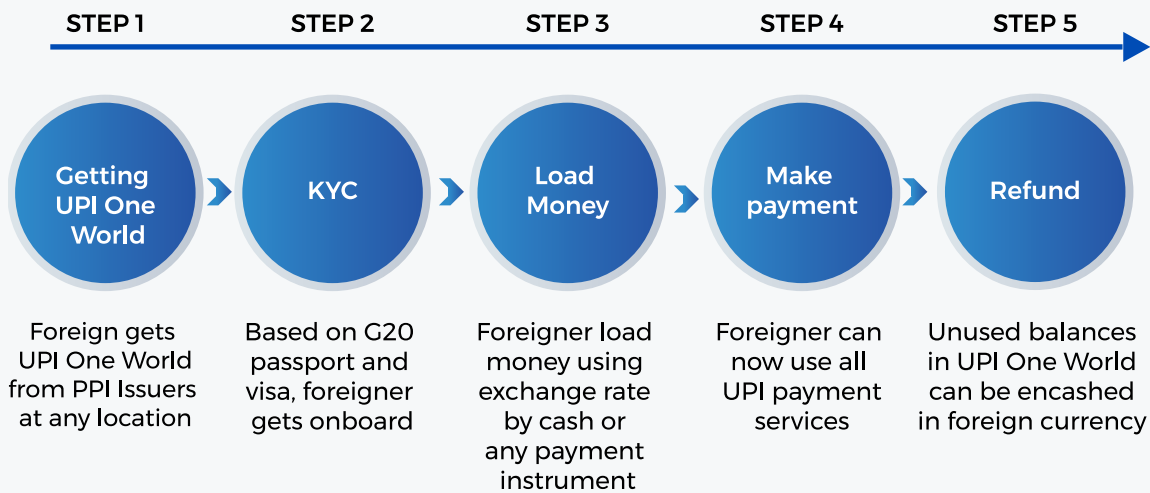 STEP 1
STEP 2
STEP 3
STEP 4
STEP 5
Getting
UPI One
World
KYC
Load
Money
Make
payment
Refund
Foreign gets
UPI One World
from PPI Issuers
at any location
Based on G20
passport and
visa, foreigner
gets onboard
Foreigner load
money using
exchange rate
by cash or
any payment
instrument
Foreigner can
now use all
UPI payment
services
Unused balances
in UPI One World
can be encashed
in foreign currency